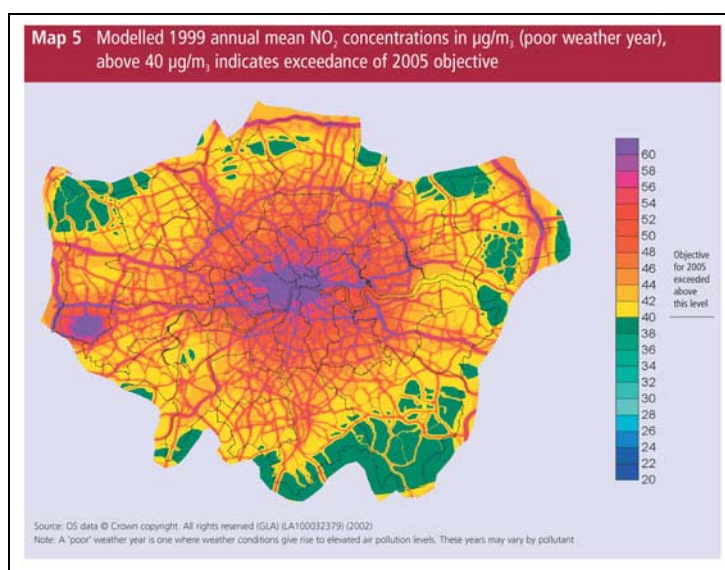 Map 5 Modelled 1999 annual mean NO₂ concentrations in µg/m₃ (poor weather year),
above 40 µg/m₃ indicates exceedance of 2005 objective
60
58
56
54
52
50
48
46
44
42
40
38
36
34
32
30
28
26
24
22
20
Objective
for 2005
exceeded
above
this level
Source: OS data © Crown copyright. All rights reserved (GLA) (LA100032379) (2002)
Note: A 'poor' weather year is one where weather conditions give rise to elevated air pollution levels. These years may vary by pollutant